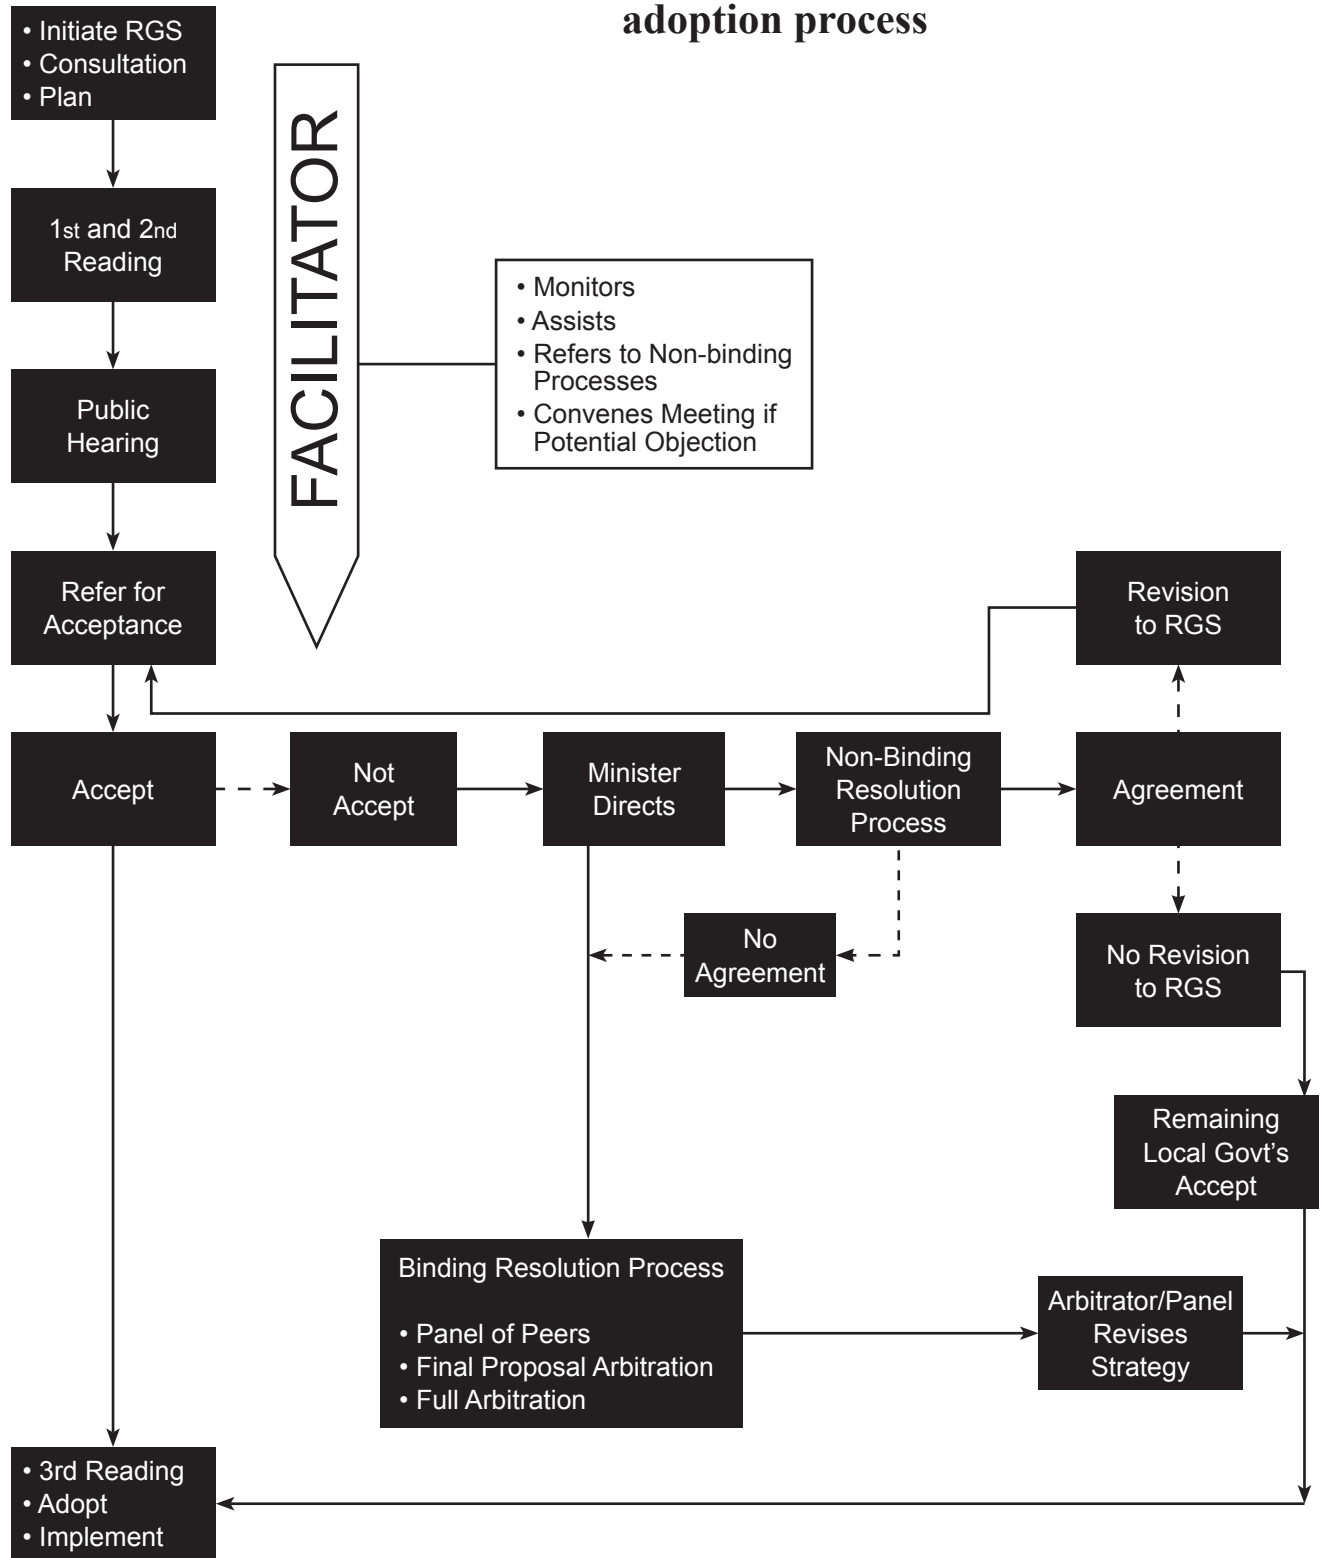 adoption process
• Initiate RGS
• Consultation
• Plan
FACILITATOR
1st and 2nd
Reading
• Monitors
• Assists
• Refers to Non-binding
Processes
• Convenes Meeting if
Potential Objection
Public
Hearing
Refer for
Acceptance
Revision
to RGS
Accept
Not
Accept
Minister
Directs
Non-Binding
Resolution
Process
Agreement
No
Agreement
No Revision
to RGS
Remaining
Local Govt’s
Accept
Binding Resolution Process
• Panel of Peers
• Final Proposal Arbitration
• Full Arbitration
Arbitrator/Panel
Revises
Strategy
• 3rd Reading
• Adopt
• Implement